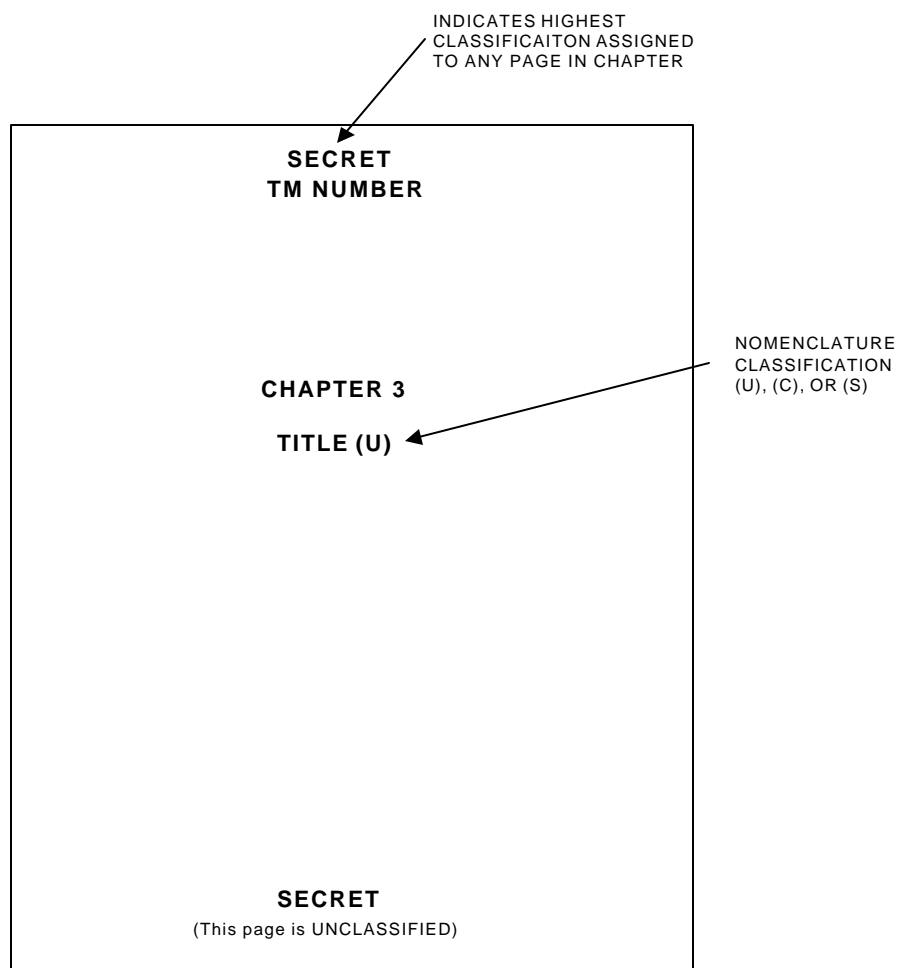 INDICATES HIGHEST
CLASSIFICAITON ASSIGNED
TO ANY PAGE IN CHAPTER
SECRET
TM NUMBER
NOMENCLATURE
CLASSIFICATION
(U), (C), OR (S)
CHAPTER 3
TITLE (U)
SECRET
(This page is UNCLASSIFIED)